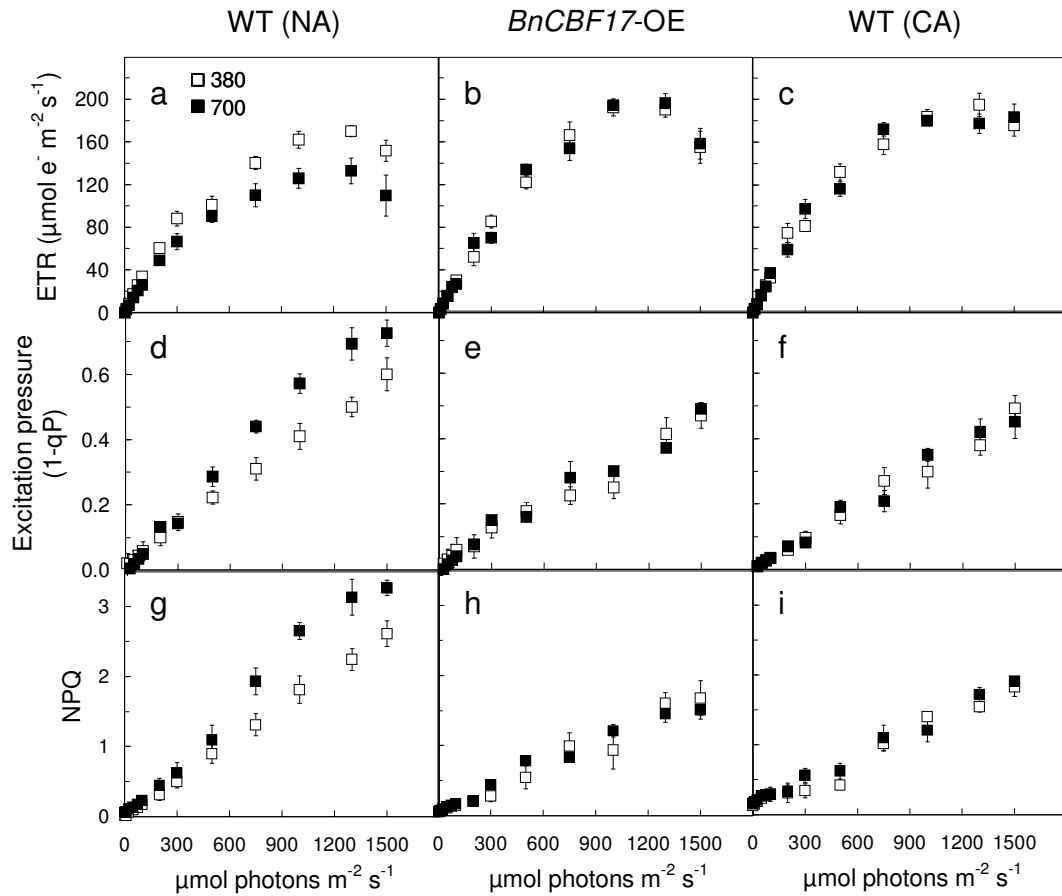 WT (NA) BnCBF17-OE WT (CA)
a b c
380
700
200
160
120
80
40
0
ETR (µmol e⁻ m⁻² s⁻¹)
d e f
0.6
0.4
0.2
0.0
Excitation pressure
(1-qP)
g h i
3
2
1
0
NPQ
0 300 600 900 1200 1500 0 300 600 900 1200 1500 0 300 600 900 1200 1500
µmol photons m⁻² s⁻¹ µmol photons m⁻² s⁻¹ µmol photons m⁻² s⁻¹